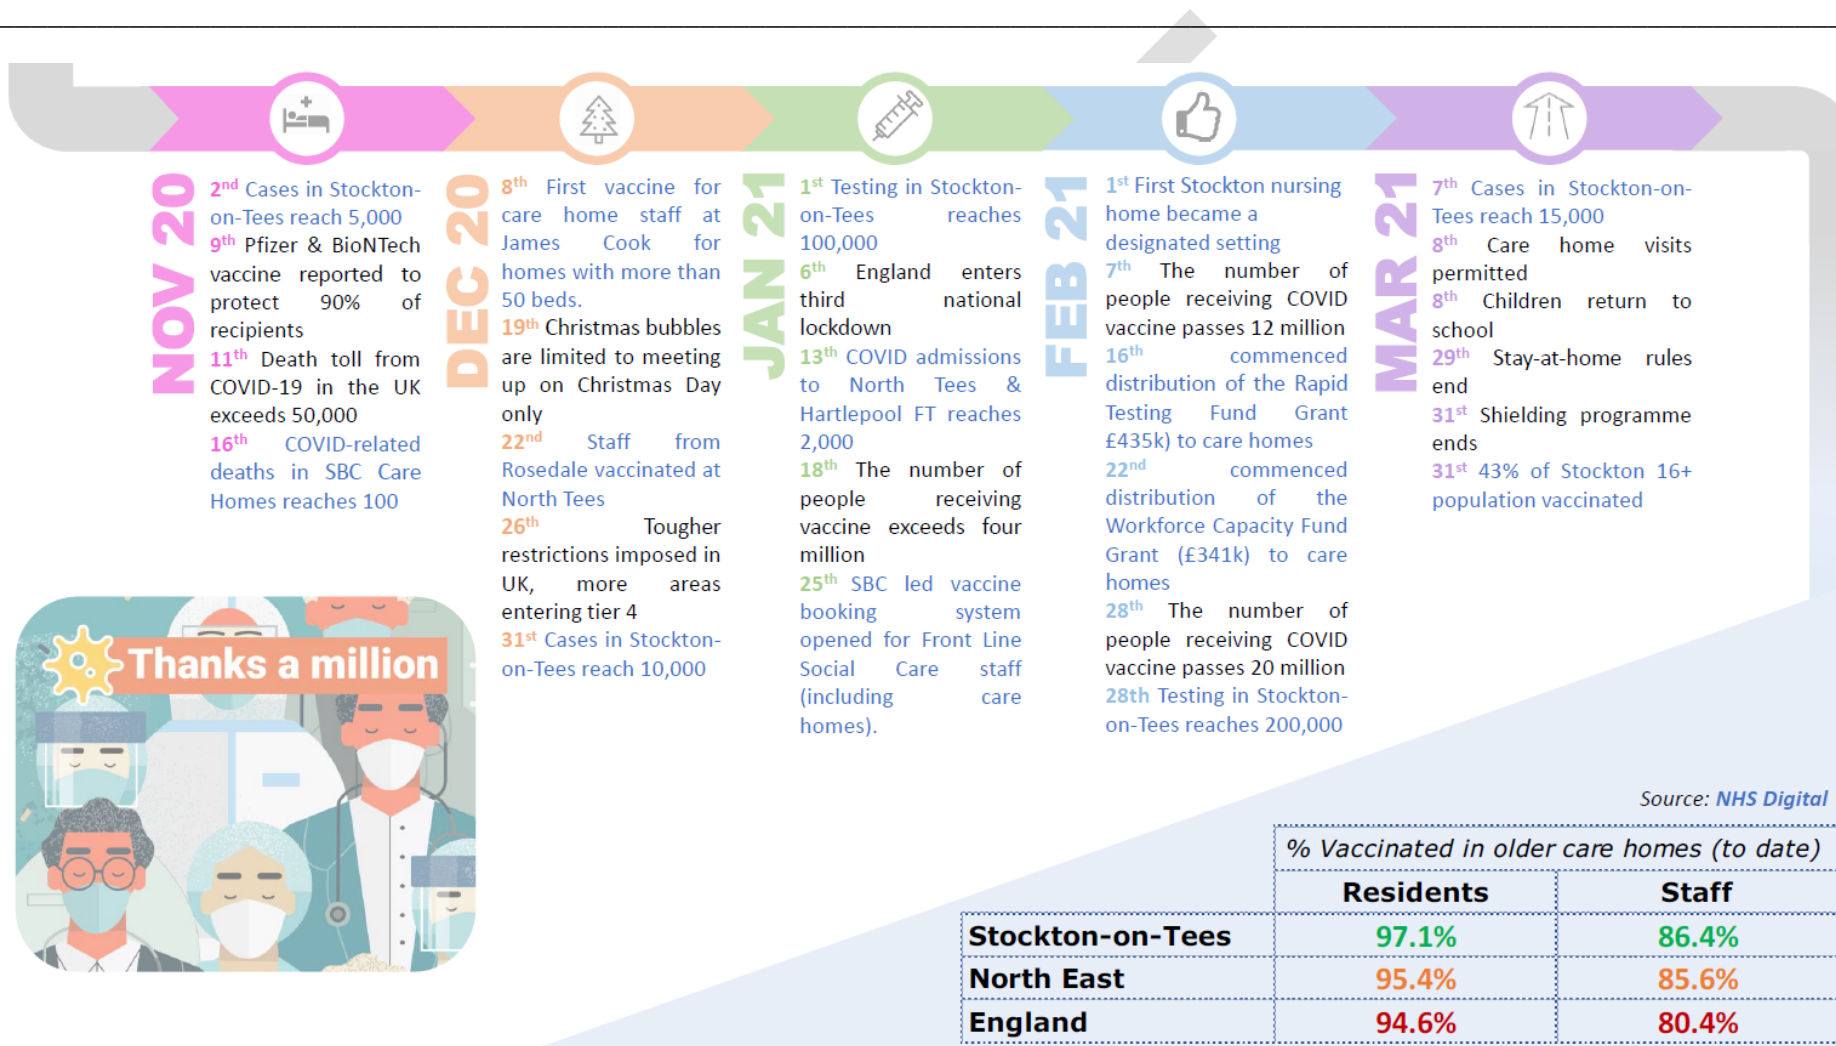 NOV 20
2nd Cases in Stockton-
on-Tees reach 5,000
9th Pfizer & BioNTech
vaccine reported to
protect 90% of
recipients
11th Death toll from
COVID-19 in the UK
exceeds 50,000
16th COVID-related
deaths in SBC Care
Homes reaches 100
DEC 20
8th First vaccine for
care home staff at
James Cook for
homes with more than
50 beds.
19th Christmas bubbles
are limited to meeting
up on Christmas Day
only
22nd Staff from
Rosedale vaccinated at
North Tees
26th Tougher
restrictions imposed in
UK, more areas
entering tier 4
31st Cases in Stockton-
on-Tees reach 10,000
JAN 21
1st Testing in Stockton-
on-Tees reaches
100,000
6th England enters
third national
lockdown
13th COVID admissions
to North Tees &
Hartlepool FT reaches
2,000
18th The number of
people receiving
vaccine exceeds four
million
25th SBC led vaccine
booking system
opened for Front Line
Social Care staff
(including care
homes).
FEB 21
1st First Stockton nursing
home became a
designated setting
7th The number of
people receiving COVID
vaccine passes 12 million
16th commenced
distribution of the Rapid
Testing Fund Grant
£435k) to care homes
22nd commenced
distribution of the
Workforce Capacity Fund
Grant (£341k) to care
homes
28th The number of
people receiving COVID
vaccine passes 20 million
28th Testing in Stockton-
on-Tees reaches 200,000
MAR 21
7th Cases in Stockton-on-
Tees reach 15,000
8th Care home visits
permitted
8th Children return to
school
29th Stay-at-home rules
end
31st Shielding programme
ends
31st 43% of Stockton 16+
population vaccinated
Thanks a million
Source: NHS Digital
% Vaccinated in older care homes (to date)
Residents Staff
Stockton-on-Tees 97.1% 86.4%
North East 95.4% 85.6%
England 94.6% 80.4%